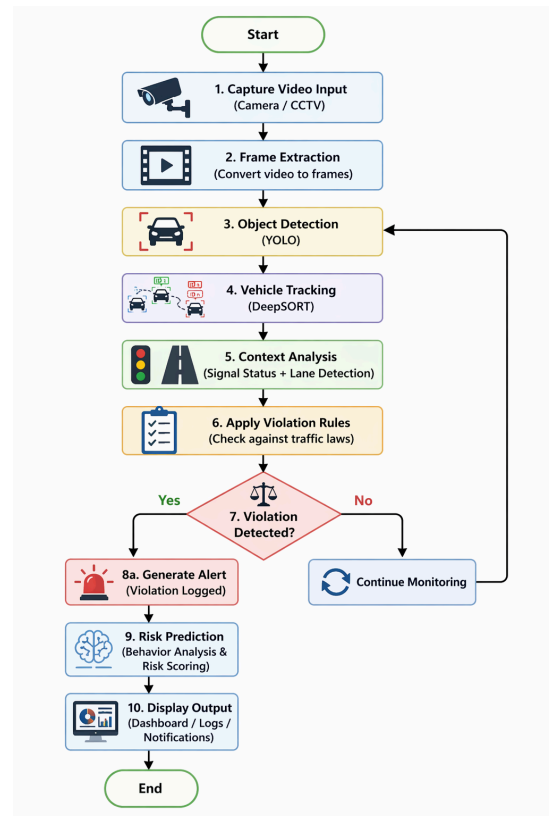 Start
1. Capture Video Input
(Camera / CCTV)
2. Frame Extraction
(Convert video to frames)
3. Object Detection
(YOLO)
4. Vehicle Tracking
(DeepSORT)
5. Context Analysis
(Signal Status + Lane Detection)
6. Apply Violation Rules
(Check against traffic laws)
7. Violation
Detected?
Yes
No
8a. Generate Alert
(Violation Logged)
Continue Monitoring
9. Risk Prediction
(Behavior Analysis &
Risk Scoring)
10. Display Output
(Dashboard / Logs /
Notifications)
End